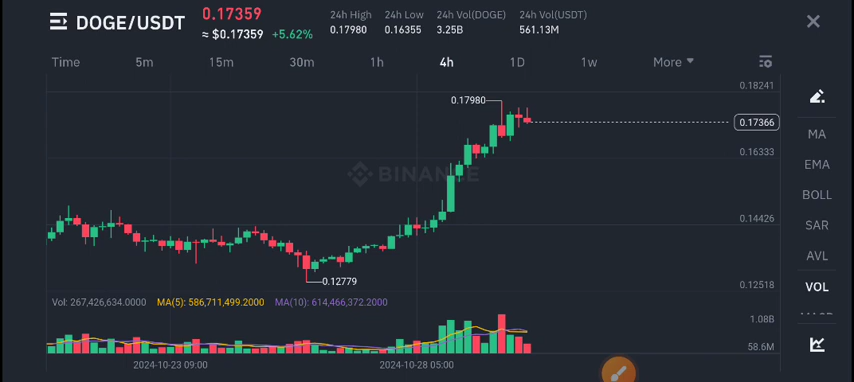 DOGE/USDT
0.17359
≈ $0.17359 +5.62%
24h High
0.17980
24h Low
0.16355
24h Vol(DOGE)
3.25B
24h Vol(USDT)
561.13M
Time 5m 15m 30m 1h 4h 1D 1w More
0.18241
0.17980
0.17366
0.16333
BINANCE
0.14426
0.12779
0.12518
Vol: 267,426,634.0000 MA(5): 586,711,499.2000 MA(10): 614,466,372.2000
1.08B
58.6M
2024-10-23 09:00 2024-10-28 05:00
MA
EMA
BOLL
SAR
AVL
VOL